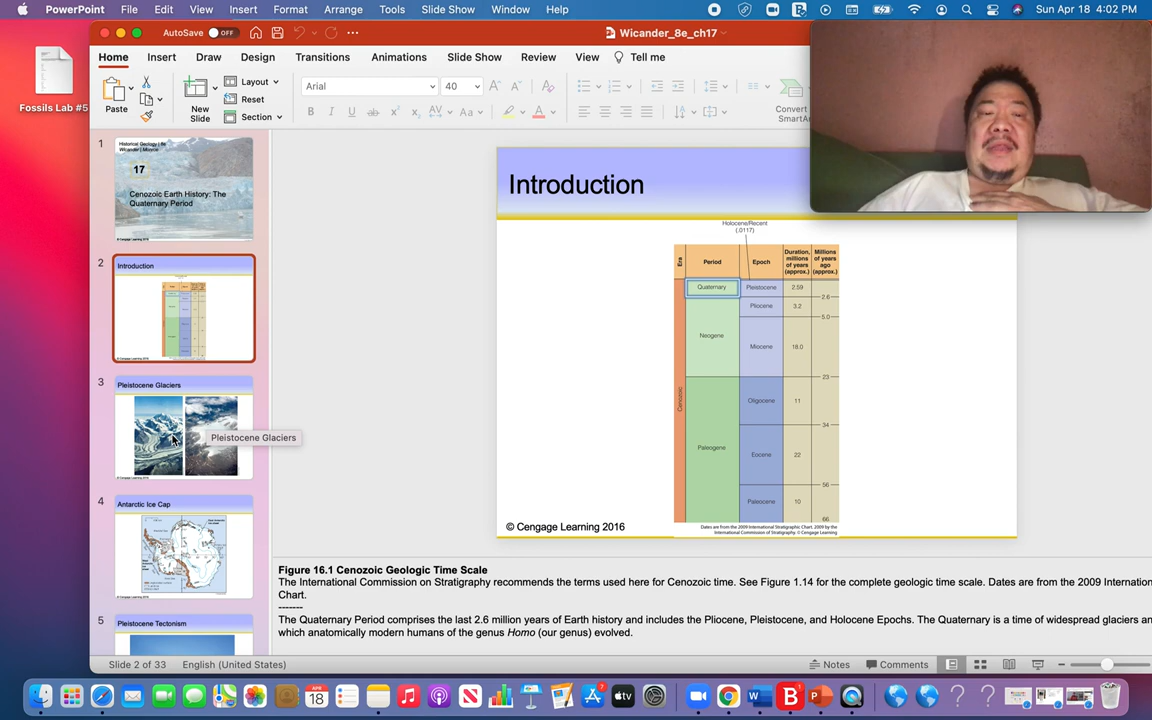 PowerPoint File Edit View Insert Format Arrange Tools Slide Show Window Help Sun Apr 18 4:02 PM
AutoSave OFF Wicander_8e_ch17
Home Insert Draw Design Transitions Animations Slide Show Review View Tell me
Paste
New
Slide
Layout
Reset
Section
Arial 40
B I U ab x² x₂ AV Aa A
Convert
SmartAr
Fossils Lab #5
1
Historical Geology | 8e
Wicander | Monroe
17
Cenozoic Earth History: The
Quaternary Period
© Cengage Learning 2016
2
Introduction
3
Pleistocene Glaciers
Pleistocene Glaciers
4
Antarctic Ice Cap
5
Pleistocene Tectonism
Introduction
Holocene/Recent
(.0117)
Era
Period
Epoch
Duration,
millions
of years
(approx.)
Millions
of years
ago
(approx.)
Cenozoic
Quaternary Pleistocene 2.59
2.6
Pliocene 3.2
5.0
Neogene
Miocene 18.0
23
Oligocene 11
34
Paleogene
Eocene 22
56
Paleocene 10
66
Dates are from the 2009 International Stratigraphic Chart, 2009 by the
International Commission of Stratigraphy. © Cengage Learning
© Cengage Learning 2016
Figure 16.1 Cenozoic Geologic Time Scale
The International Commission on Stratigraphy recommends the terms used here for Cenozoic time. See Figure 1.14 for the complete geologic time scale. Dates are from the 2009 Internation
Chart.
-------
The Quaternary Period comprises the last 2.6 million years of Earth history and includes the Pliocene, Pleistocene, and Holocene Epochs. The Quaternary is a time of widespread glaciers an
which anatomically modern humans of the genus Homo (our genus) evolved.
Slide 2 of 33 English (United States) Notes Comments